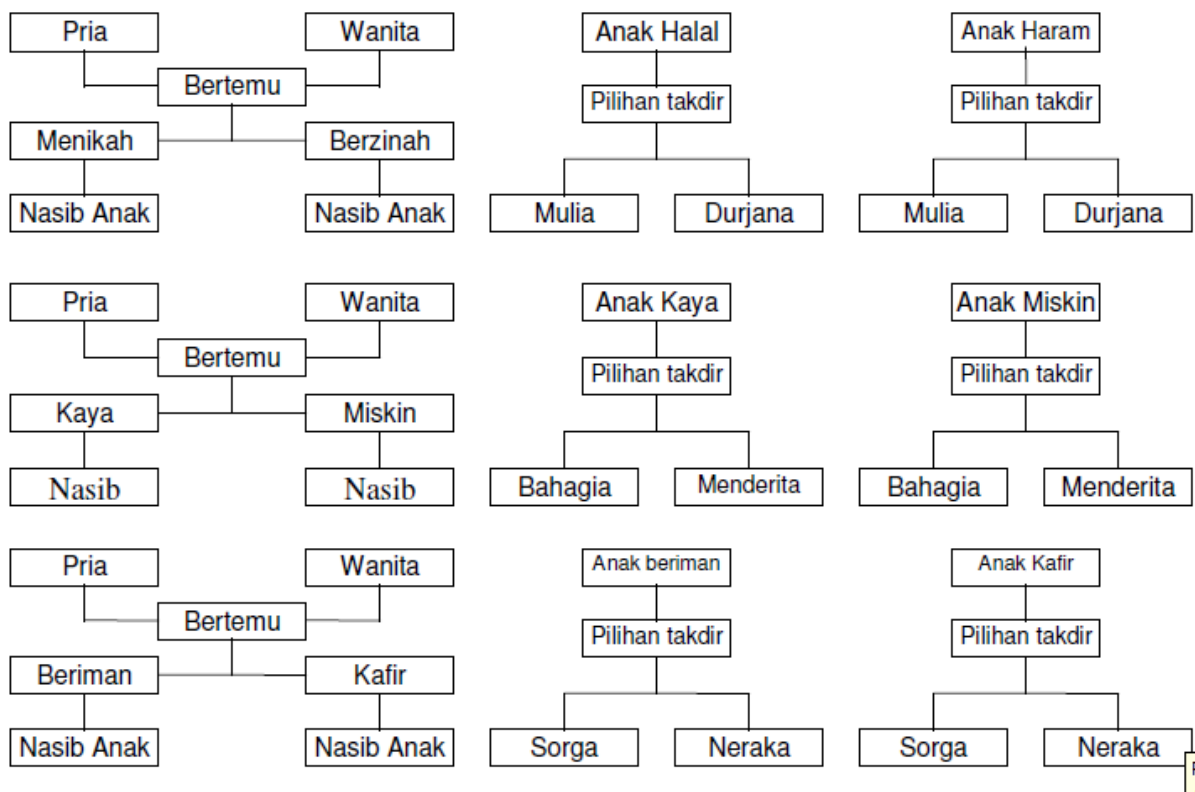 Pria
Wanita
Bertemu
Menikah
Berzinah
Nasib Anak
Nasib Anak
Anak Halal
Pilihan takdir
Mulia
Durjana
Anak Haram
Pilihan takdir
Mulia
Durjana
Pria
Wanita
Bertemu
Kaya
Miskin
Nasib
Nasib
Anak Kaya
Pilihan takdir
Bahagia
Menderita
Anak Miskin
Pilihan takdir
Bahagia
Menderita
Pria
Wanita
Bertemu
Beriman
Kafir
Nasib Anak
Nasib Anak
Anak beriman
Pilihan takdir
Sorga
Neraka
Anak Kafir
Pilihan takdir
Sorga
Neraka